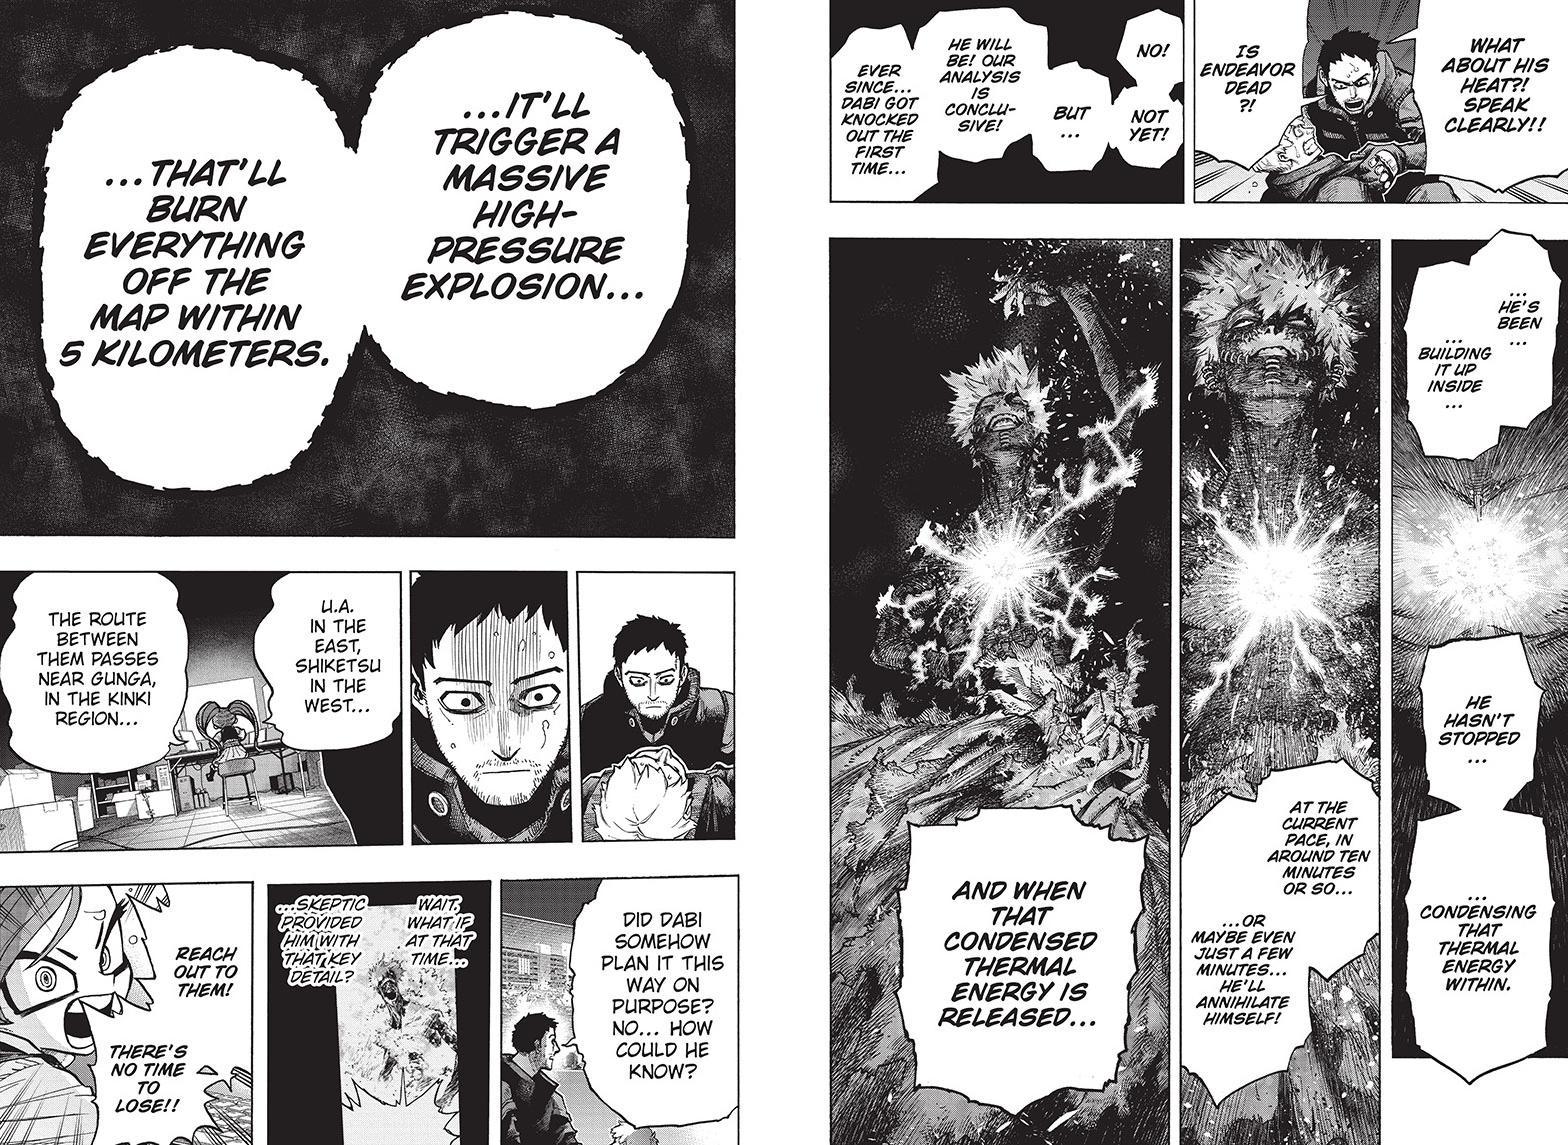 WHAT
ABOUT HIS
HEAT?!
SPEAK
CLEARLY!!
IS
ENDEAVOR
DEAD
?!
NO!
NOT
YET!
BUT
...
HE WILL
BE! OUR
ANALYSIS
IS
CONCLU-
SIVE!
EVER
SINCE...
DABI GOT
KNOCKED
OUT THE
FIRST
TIME...
...
HE'S
BEEN
...
...
BUILDING
IT UP
INSIDE
...
HE
HASN'T
STOPPED
...
...
CONDENSING
THAT
THERMAL
ENERGY
WITHIN.
AT THE
CURRENT
PACE, IN
AROUND TEN
MINUTES
OR SO...
...OR
MAYBE EVEN
JUST A FEW
MINUTES...
HE'LL
ANNIHILATE
HIMSELF!
AND WHEN
THAT
CONDENSED
THERMAL
ENERGY IS
RELEASED...
...IT'LL
TRIGGER A
MASSIVE
HIGH-
PRESSURE
EXPLOSION...
...THAT'LL
BURN
EVERYTHING
OFF THE
MAP WITHIN
5 KILOMETERS.
U.A.
IN THE
EAST,
SHIKETSU
IN THE
WEST...
THE ROUTE
BETWEEN
THEM PASSES
NEAR GUNGA,
IN THE KINKI
REGION...
DID DABI
SOMEHOW
PLAN IT THIS
WAY ON
PURPOSE?
NO... HOW
COULD HE
KNOW?
WAIT.
WHAT IF
AT THAT
TIME...
...SKEPTIC
PROVIDED
HIM WITH
THAT KEY
DETAIL?
REACH
OUT TO
THEM!
THERE'S
NO TIME
TO
LOSE!!